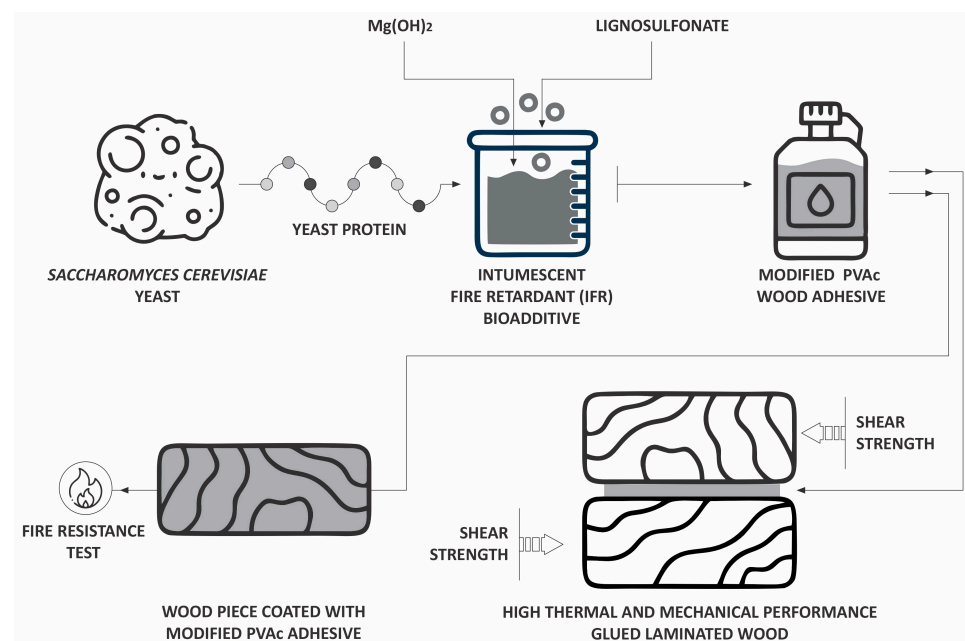 Mg(OH)2
LIGNOSULFONATE
YEAST PROTEIN
SACCHAROMYCES CEREVISIAE
YEAST
INTUMESCENT
FIRE RETARDANT (IFR)
BIOADDITIVE
MODIFIED PVAc
WOOD ADHESIVE
SHEAR
STRENGTH
FIRE RESISTANCE
TEST
SHEAR
STRENGTH
WOOD PIECE COATED WITH
MODIFIED PVAc ADHESIVE
HIGH THERMAL AND MECHANICAL PERFORMANCE
GLUED LAMINATED WOOD